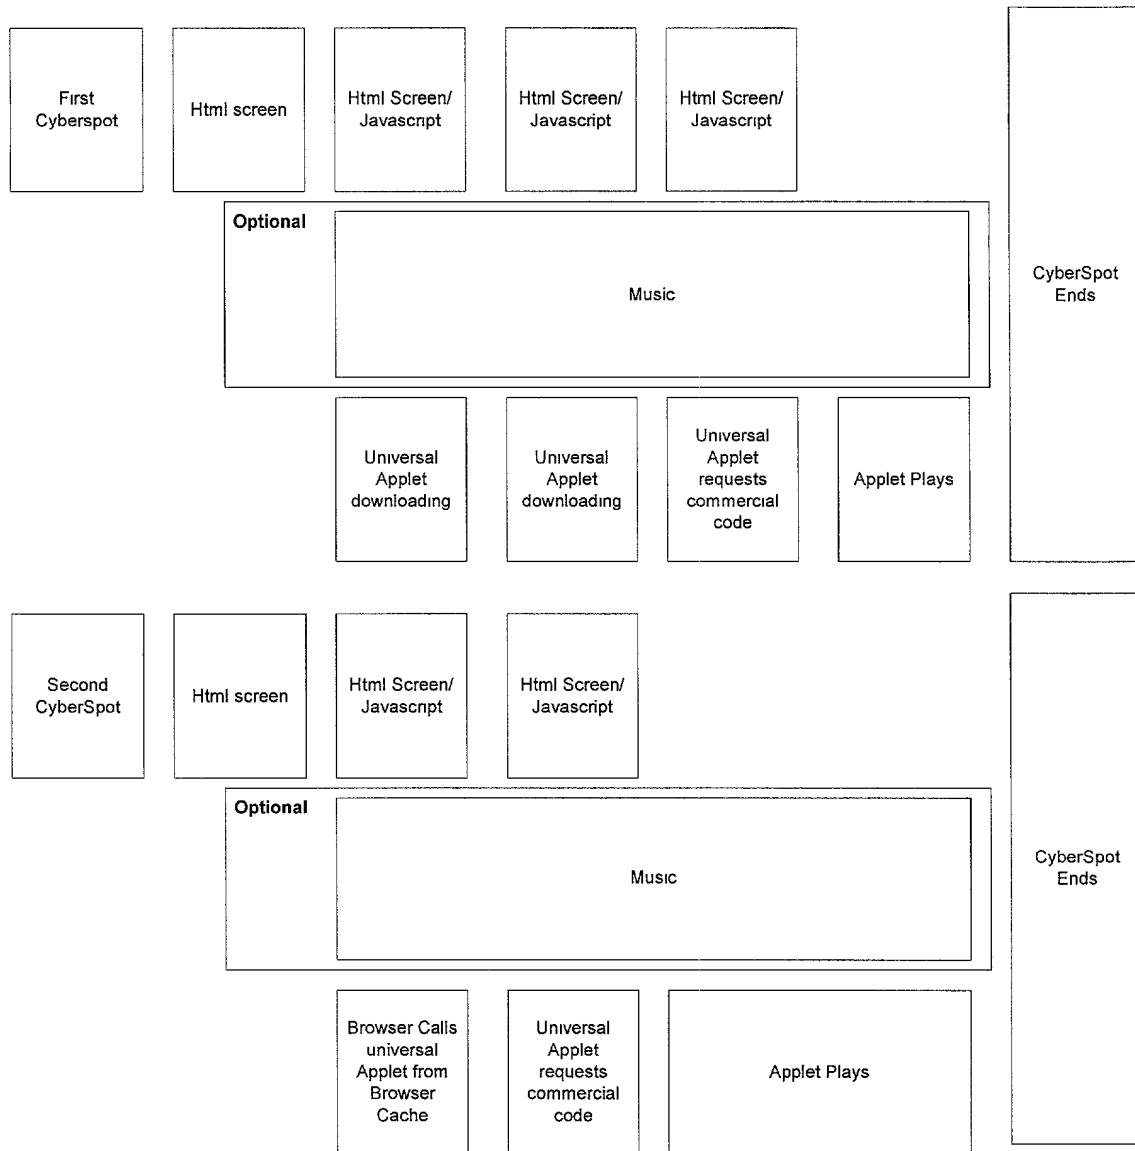 First
Cyberspot
Html screen
Html Screen/
Javascript
Html Screen/
Javascript
Html Screen/
Javascript
Optional
Music
CyberSpot
Ends
Universal
Applet
downloading
Universal
Applet
downloading
Universal
Applet
requests
commercial
code
Applet Plays
Second
CyberSpot
Html screen
Html Screen/
Javascript
Html Screen/
Javascript
Optional
Music
CyberSpot
Ends
Browser Calls
universal
Applet from
Browser
Cache
Universal
Applet
requests
commercial
code
Applet Plays